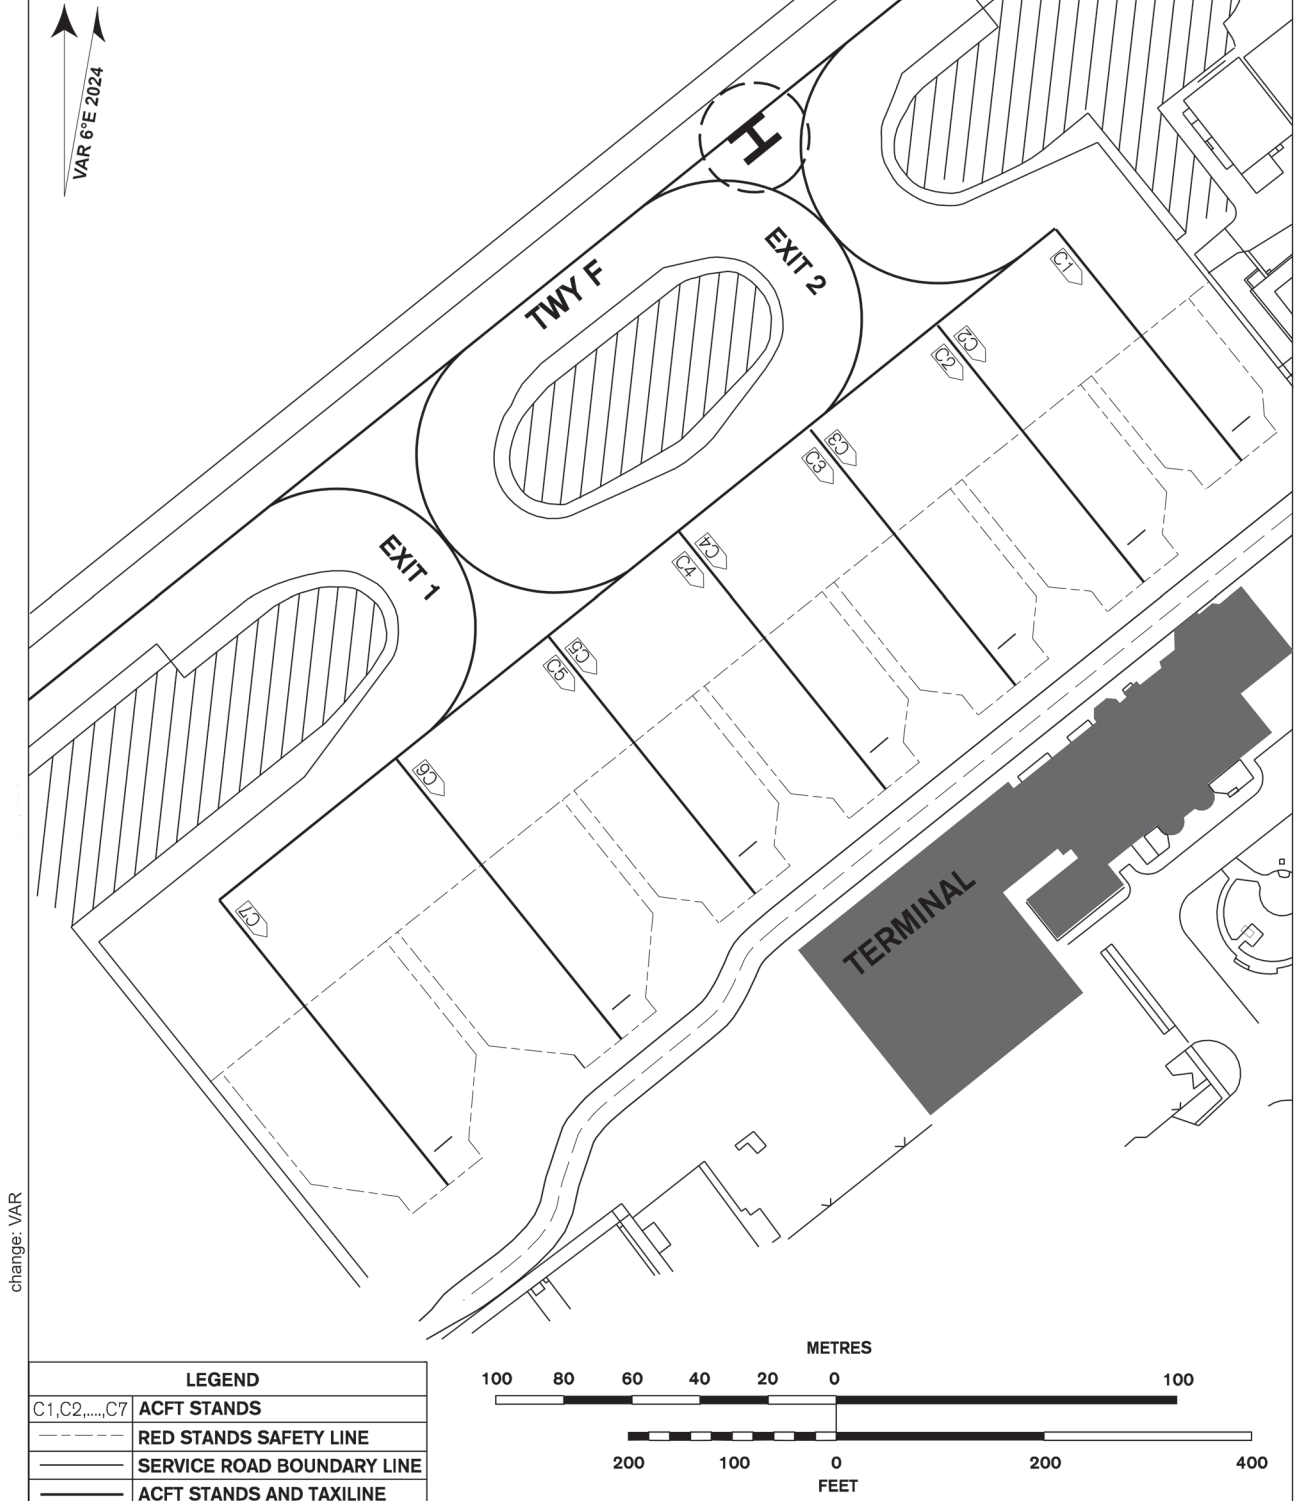 VAR 6°E 2024
H
TWY F
EXIT 2
EXIT 1
C1
C2
C2
C3
C3
C4
C4
C5
C5
C6
C7
TERMINAL
change: VAR
LEGEND
C1,C2,....,C7 ACFT STANDS
RED STANDS SAFETY LINE
SERVICE ROAD BOUNDARY LINE
ACFT STANDS AND TAXILINE
METRES
100 80 60 40 20 0 100
200 100 0 200 400
FEET